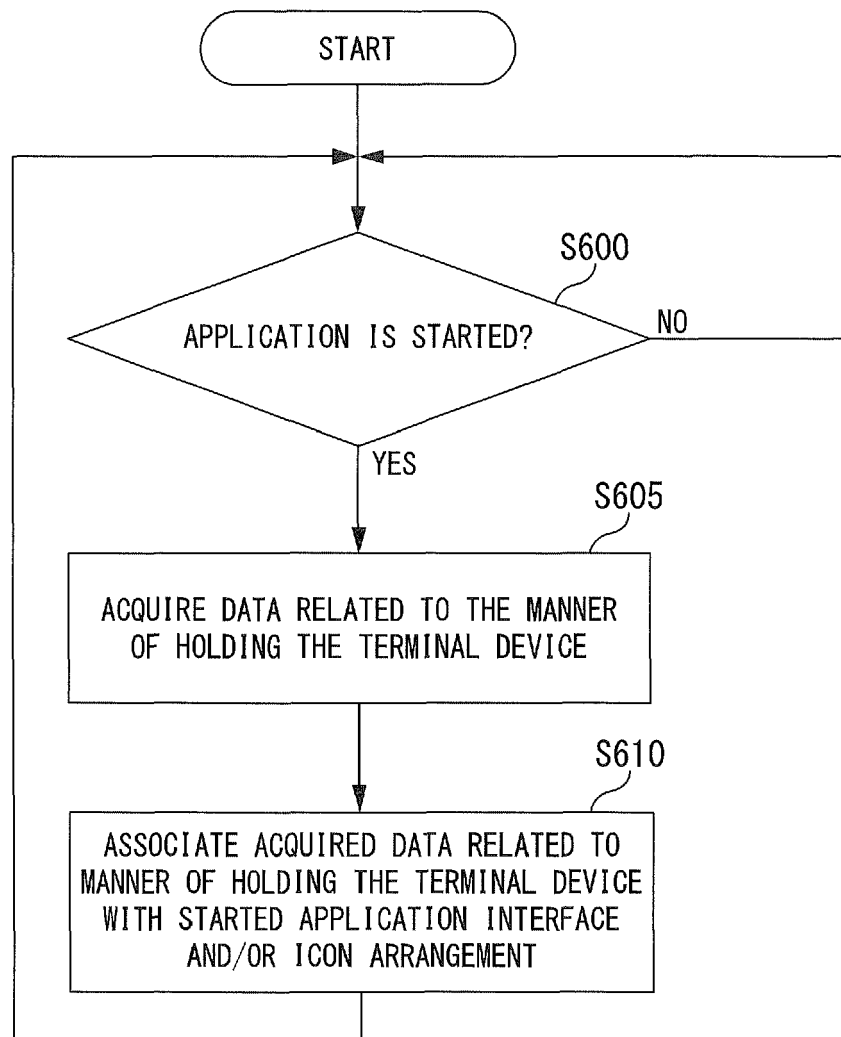 START
S600
APPLICATION IS STARTED?
NO
YES
S605
ACQUIRE DATA RELATED TO THE MANNER
OF HOLDING THE TERMINAL DEVICE
S610
ASSOCIATE ACQUIRED DATA RELATED TO
MANNER OF HOLDING THE TERMINAL DEVICE
WITH STARTED APPLICATION INTERFACE
AND/OR ICON ARRANGEMENT